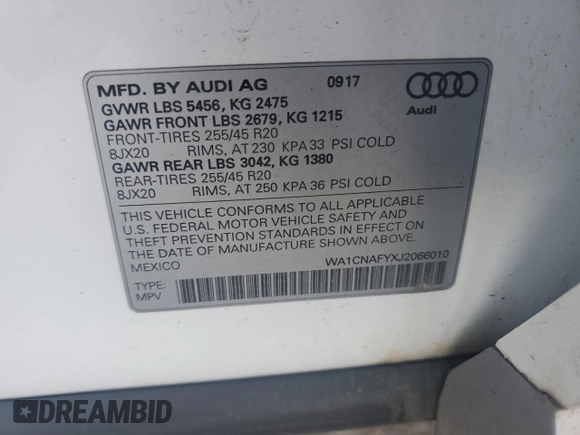 MFD. BY AUDI AG 0917
GVWR LBS 5456, KG 2475
GAWR FRONT LBS 2679, KG 1215
FRONT-TIRES 255/45 R20
8JX20 RIMS, AT 230 KPA 33 PSI COLD
GAWR REAR LBS 3042, KG 1380
REAR-TIRES 255/45 R20
8JX20 RIMS, AT 250 KPA 36 PSI COLD
Audi
THIS VEHICLE CONFORMS TO ALL APPLICABLE
U.S. FEDERAL MOTOR VEHICLE SAFETY AND
THEFT PREVENTION STANDARDS IN EFFECT ON
THE DATE OF MANUFACTURE SHOWN ABOVE.
MEXICO WA1CNAFYXJ2066010
TYPE:
MPV
DREAMBID